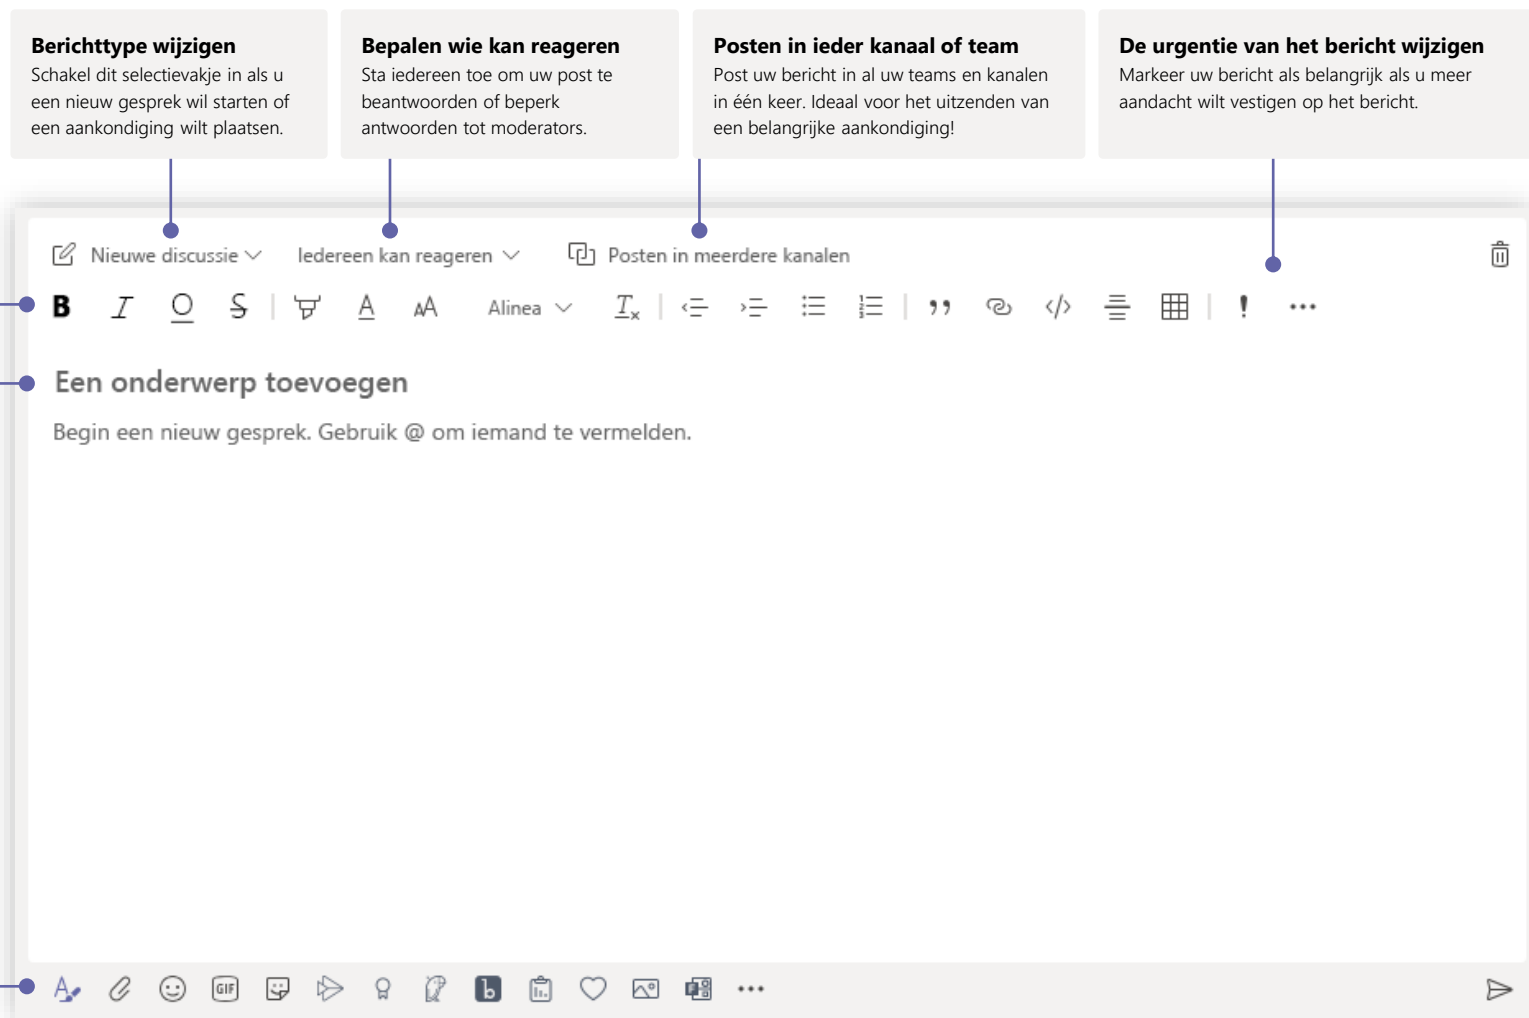 Berichttype wijzigen
Schakel dit selectievakje in als u
een nieuw gesprek wil starten of
een aankondiging wilt plaatsen.
Bepalen wie kan reageren
Sta iedereen toe om uw post te
beantwoorden of beperk
antwoorden tot moderators.
Posten in ieder kanaal of team
Post uw bericht in al uw teams en kanalen
in één keer. Ideaal voor het uitzenden van
een belangrijke aankondiging!
De urgentie van het bericht wijzigen
Markeer uw bericht als belangrijk als u meer
aandacht wilt vestigen op het bericht.
Nieuwe discussie Iedereen kan reageren Posten in meerdere kanalen
B I O S A AA Alinea Tx ,, </> ! ...
Een onderwerp toevoegen
Begin een nieuw gesprek. Gebruik @ om iemand te vermelden.
A GIF b ...